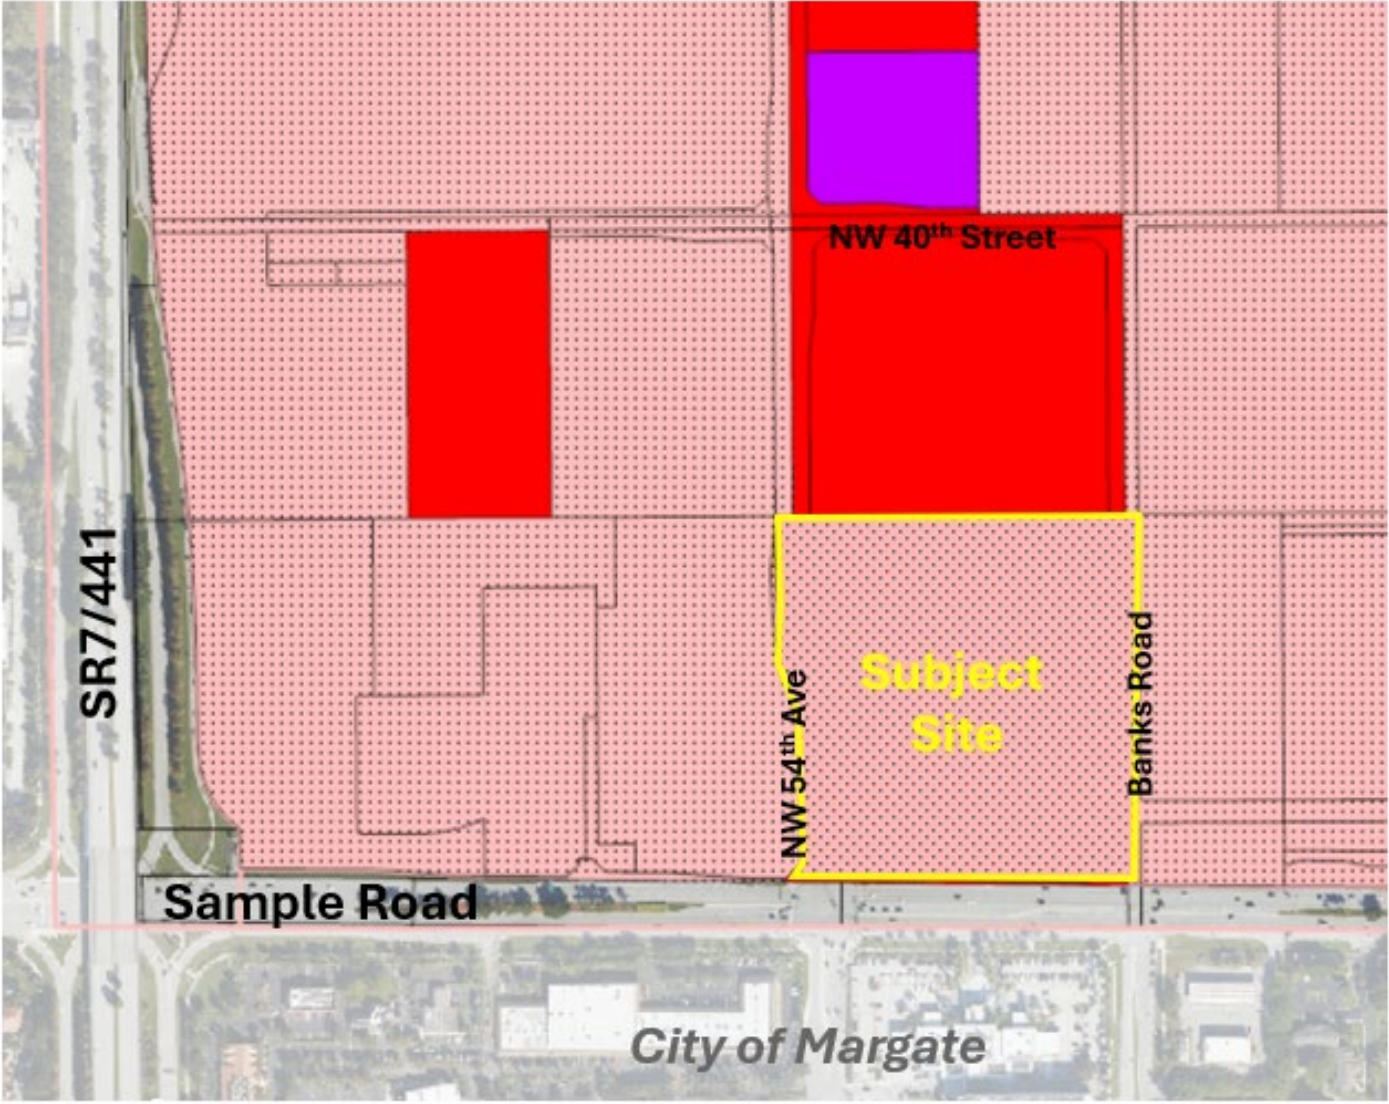 NW 40th Street
SR7/441
Subject
Site
NW 54th Ave
Banks Road
Sample Road
City of Margate